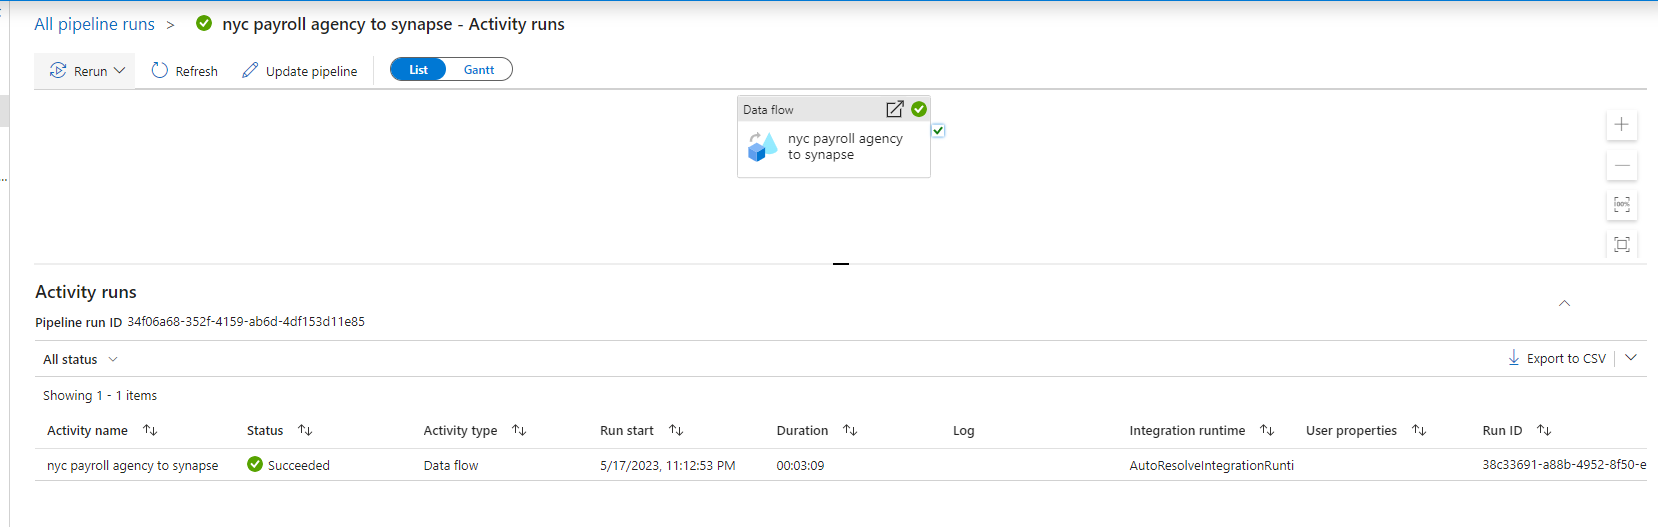 All pipeline runs > nyc payroll agency to synapse - Activity runs
Rerun Refresh Update pipeline List Gantt
Data flow
nyc payroll agency
to synapse
100%
Activity runs
Pipeline run ID 34f06a68-352f-4159-ab6d-4df153d11e85
All status Export to CSV
Showing 1 - 1 items
Activity name Status Activity type Run start Duration Log Integration runtime User properties Run ID
nyc payroll agency to synapse Succeeded Data flow 5/17/2023, 11:12:53 PM 00:03:09 AutoResolveIntegrationRunti 38c33691-a88b-4952-8f50-e